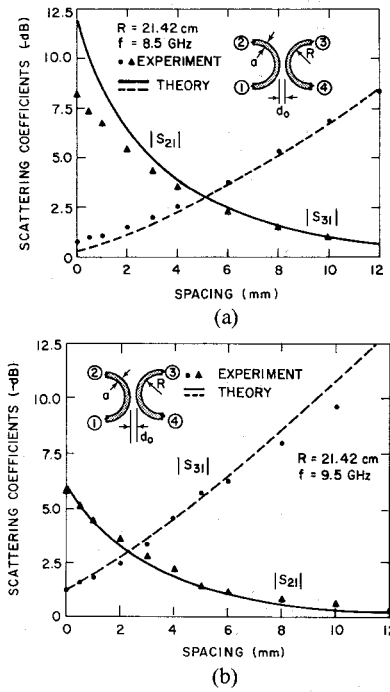 12.5
10.0
7.5
5.0
2.5
0
SCATTERING COEFFICIENTS (-dB)
R = 21.42 cm
f = 8.5 GHz
● ▲ EXPERIMENT
THEORY
② ③
a R
① ④
d₀
|S₂₁|
|S₃₁|
0 2 4 6 8 10 12
SPACING (mm)
(a)
12.5
10.0
7.5
5.0
2.5
0
SCATTERING COEFFICIENTS (-dB)
② ③
a R
① ④
d₀
● ▲ EXPERIMENT
THEORY
|S₃₁|
R = 21.42 cm
f = 9.5 GHz
|S₂₁|
0 2 4 6 8 10 12
SPACING (mm)
(b)